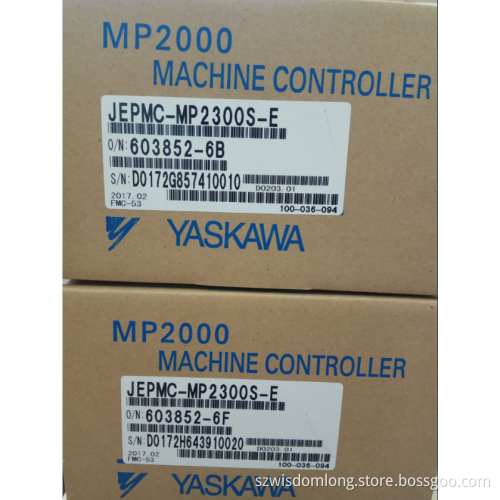 MP2000
MACHINE CONTROLLER
JEPMC-MP2300S-E
O/N: 603852-6B
S/N: D0172G857410010
D0203.01
2017.02
FMC-53
100-036-094
YASKAWA
MP2000
MACHINE CONTROLLER
JEPMC-MP2300S-E
O/N: 603852-6F
S/N: D0172H643910020
D0203.01
2017.02
FMC-53
100-036-094
YASKAWA
szwisdomlong.store.bossgoo.com